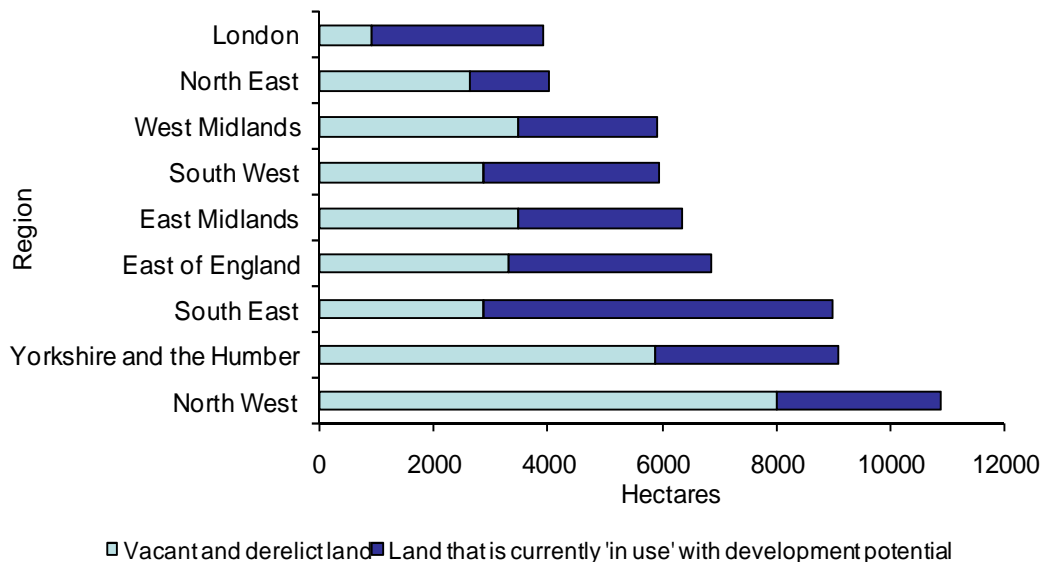 London
North East
West Midlands
South West
East Midlands
East of England
South East
Yorkshire and the Humber
North West
Region
0 2000 4000 6000 8000 10000 12000
Hectares
Vacant and derelict land Land that is currently 'in use' with development potential